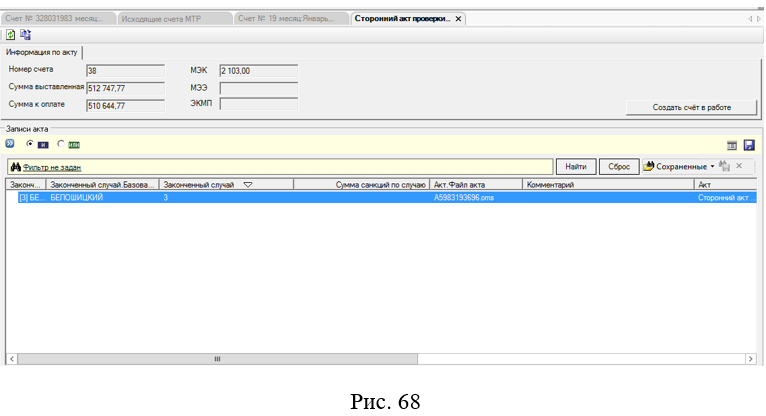 Счет № 328031983 месяц... Исходящие счета МТР Счет № 19 месяц:Январь... Сторонний акт проверки... ×
Информация по акту
Номер счета 38 МЭК 2 103,00
Сумма выставленная 512 747,77 МЭЭ
Сумма к оплате 510 644,77 ЭКМП Создать счёт в работе
Записи акта
и или
Фильтр не задан Найти Сброс Сохраненные
Законч... Законченный случай.Базова... Законченный случай Сумма санкций по случаю Акт.Файл акта Комментарий Акт
[3] БЕ... БЕЛОШИЦКИЙ 3 A5983193696.oms Сторонний акт ...
Рис. 68